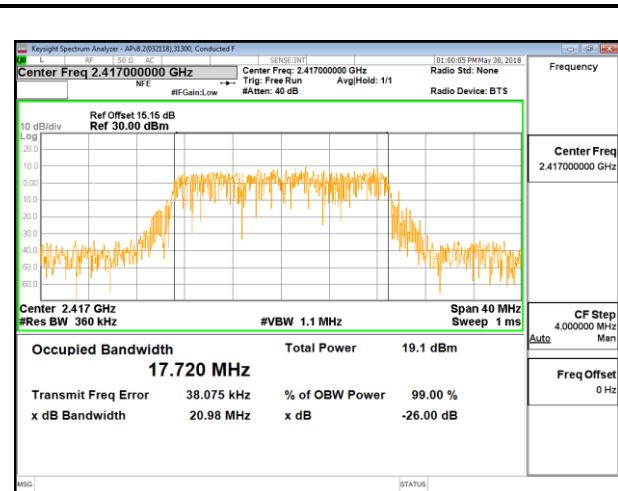 Keysight Spectrum Analyzer - APv8.2(032118),31300, Conducted F
L RF 50 Ω AC SENSE:INT 01:00:05 PM May 30, 2018
Center Freq 2.417000000 GHz
Center Freq: 2.417000000 GHz
Radio Std: None
Frequency
NFE
Trig: Free Run
Avg|Hold: 1/1
#IFGain:Low
#Atten: 40 dB
Radio Device: BTS
Ref Offset 15.15 dB
10 dB/div
Ref 30.00 dBm
Log
20.0
10.0
0.00
-10.0
-20.0
-30.0
-40.0
-50.0
-60.0
Center Freq
2.417000000 GHz
Center 2.417 GHz
Span 40 MHz
#Res BW 360 kHz
#VBW 1.1 MHz
Sweep 1 ms
CF Step
4.000000 MHz
Auto Man
Occupied Bandwidth
Total Power 19.1 dBm
17.720 MHz
Transmit Freq Error 38.075 kHz
% of OBW Power 99.00 %
x dB Bandwidth 20.98 MHz
x dB -26.00 dB
Freq Offset
0 Hz
MSG
STATUS